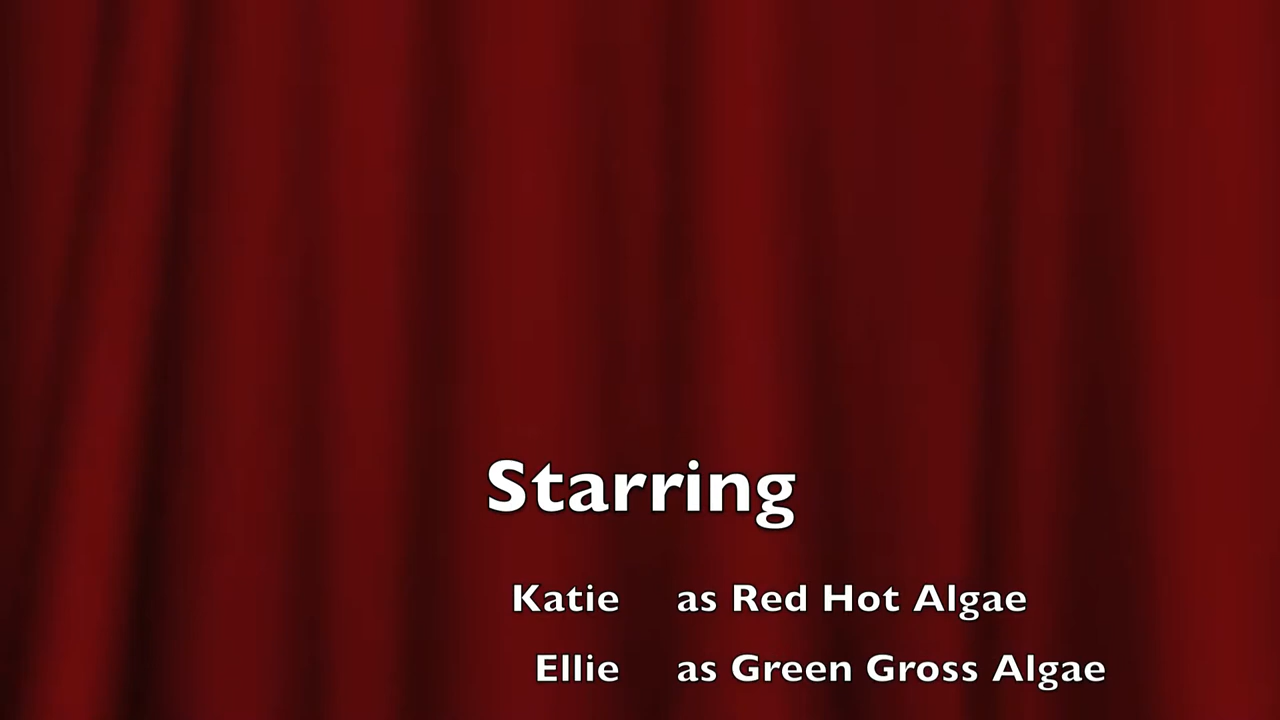 Starring
Katie as Red Hot Algae
Ellie as Green Gross Algae